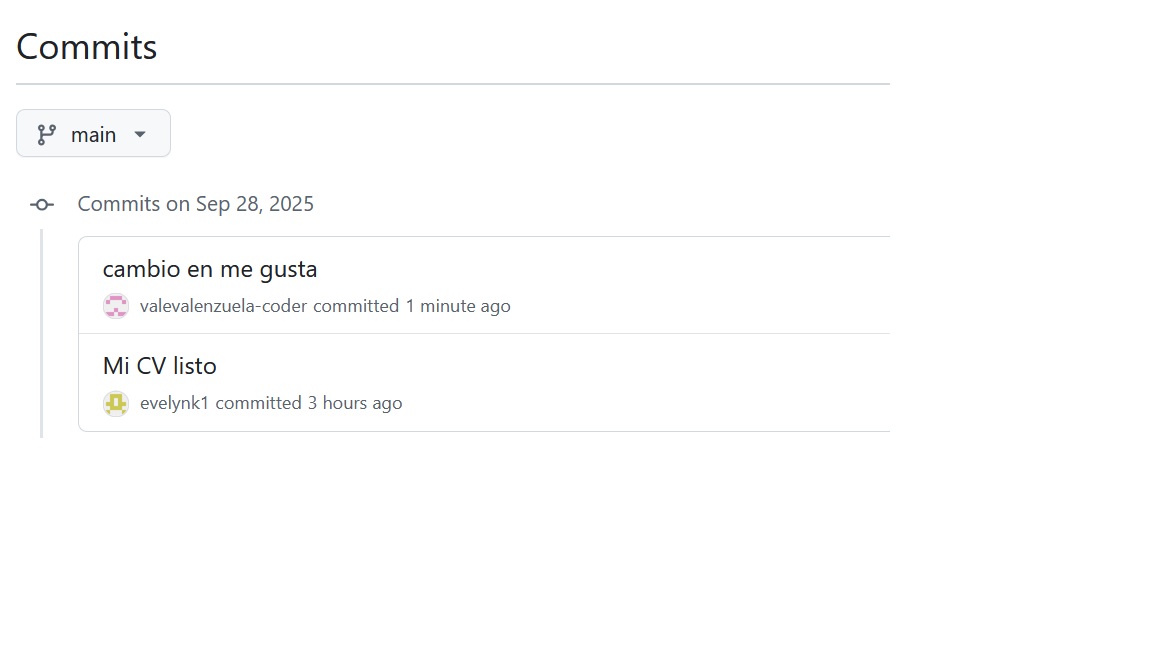 Commits
main
Commits on Sep 28, 2025
cambio en me gusta
valevalenzuela-coder committed 1 minute ago
Mi CV listo
evelynk1 committed 3 hours ago